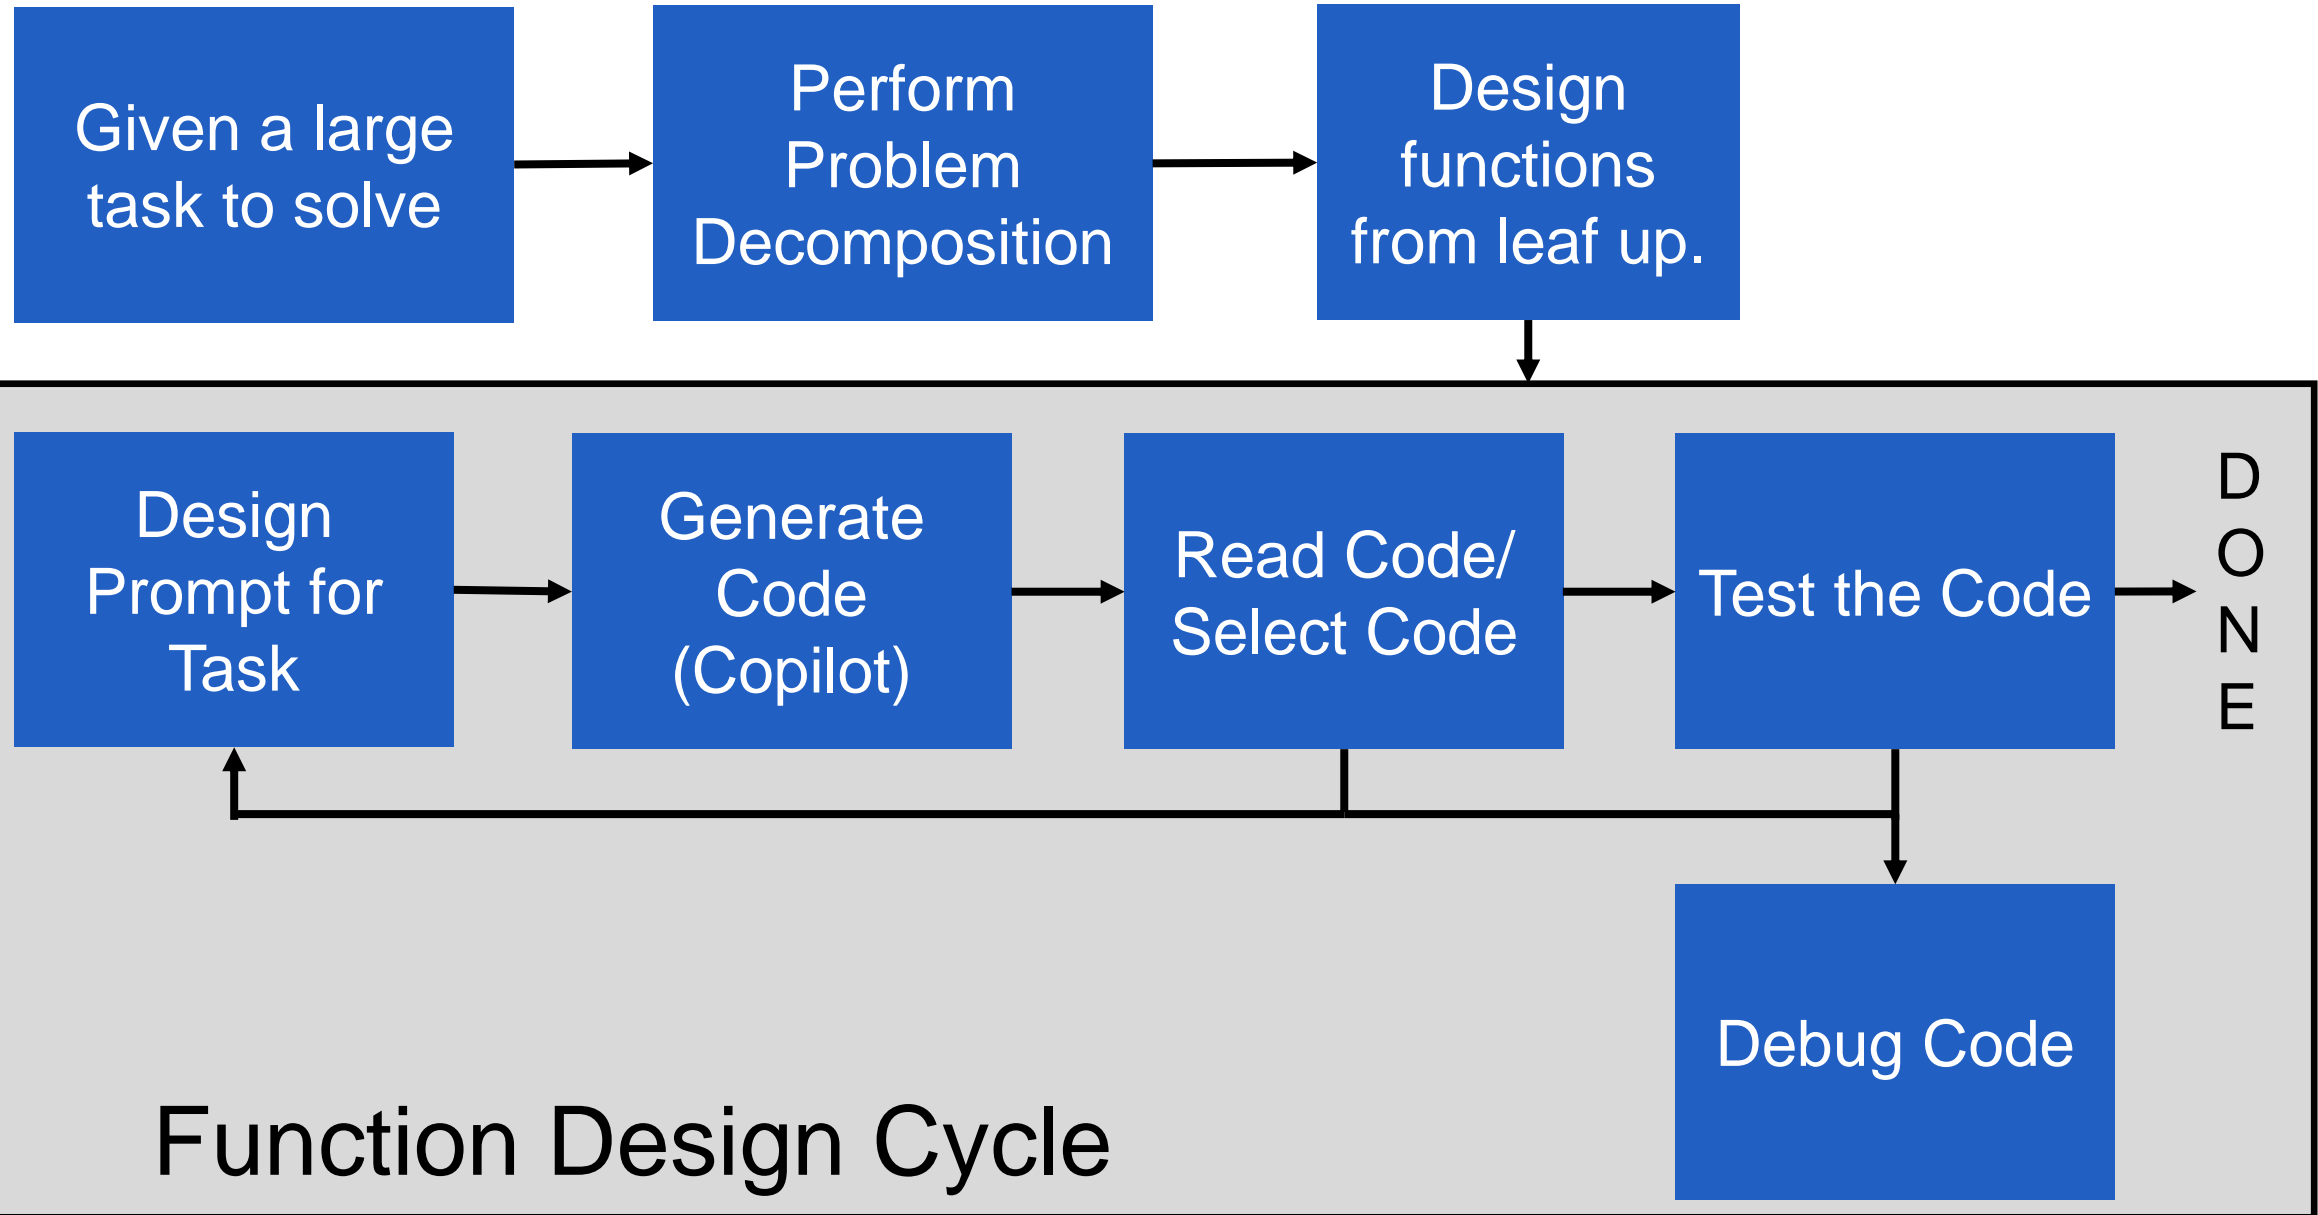 Given a large
task to solve
Perform
Problem
Decomposition
Design
functions
from leaf up.
Design
Prompt for
Task
Generate
Code
(Copilot)
Read Code/
Select Code
Test the Code
D
O
N
E
Debug Code
Function Design Cycle